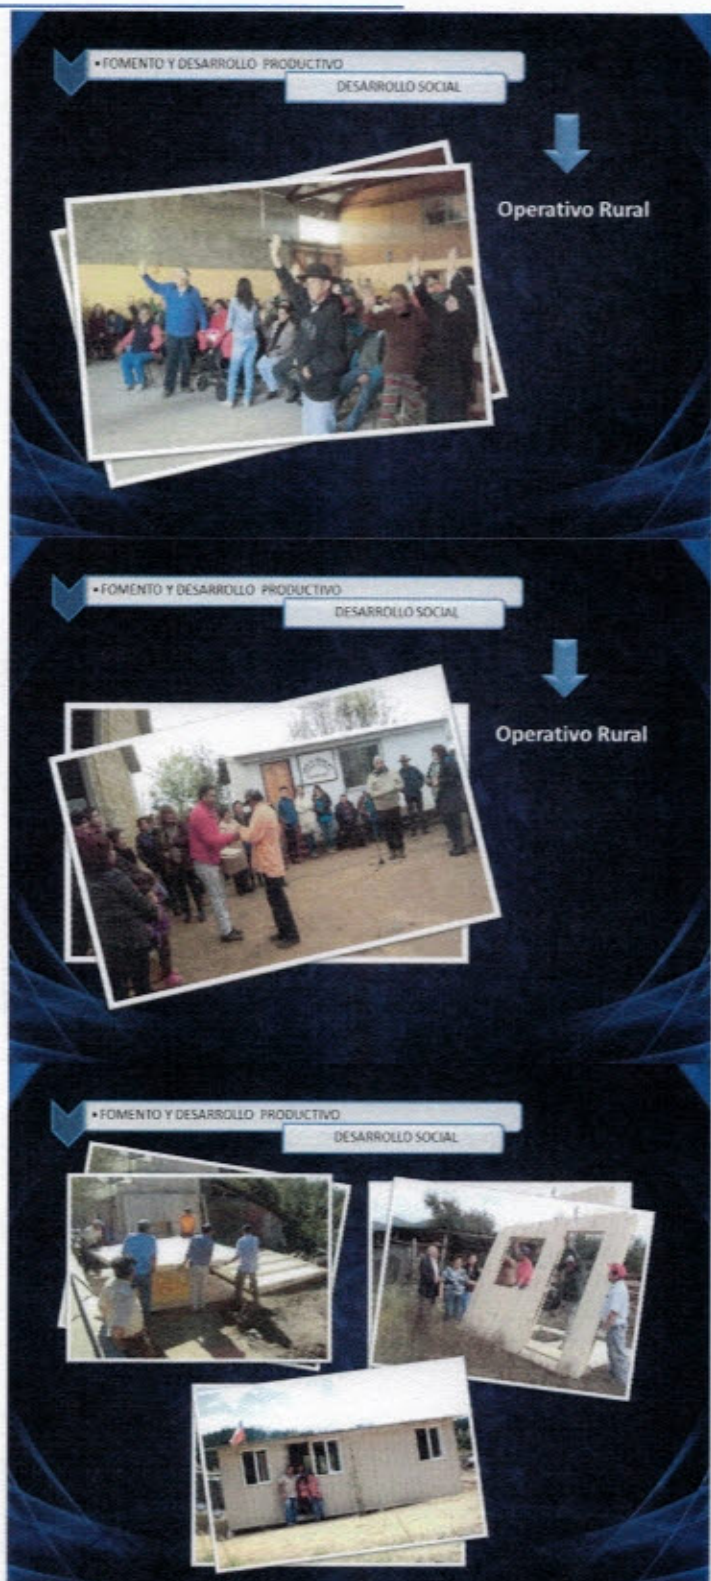 • FOMENTO Y DESARROLLO PRODUCTIVO
DESARROLLO SOCIAL
Operativo Rural
• FOMENTO Y DESARROLLO PRODUCTIVO
DESARROLLO SOCIAL
Operativo Rural
• FOMENTO Y DESARROLLO PRODUCTIVO
DESARROLLO SOCIAL